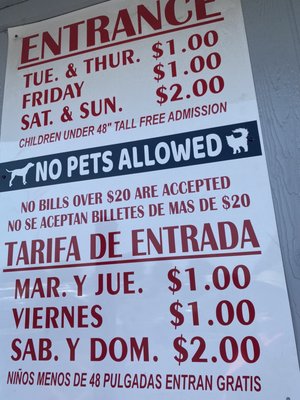 ENTRANCE
TUE. & THUR. $1.00
FRIDAY $1.00
SAT. & SUN. $2.00
CHILDREN UNDER 48" TALL FREE ADMISSION
NO PETS ALLOWED
NO BILLS OVER $20 ARE ACCEPTED
NO SE ACEPTAN BILLETES DE MAS DE $20
TARIFA DE ENTRADA
MAR. Y JUE. $1.00
VIERNES $1.00
SAB. Y DOM. $2.00
NIÑOS MENOS DE 48 PULGADAS ENTRAN GRATIS